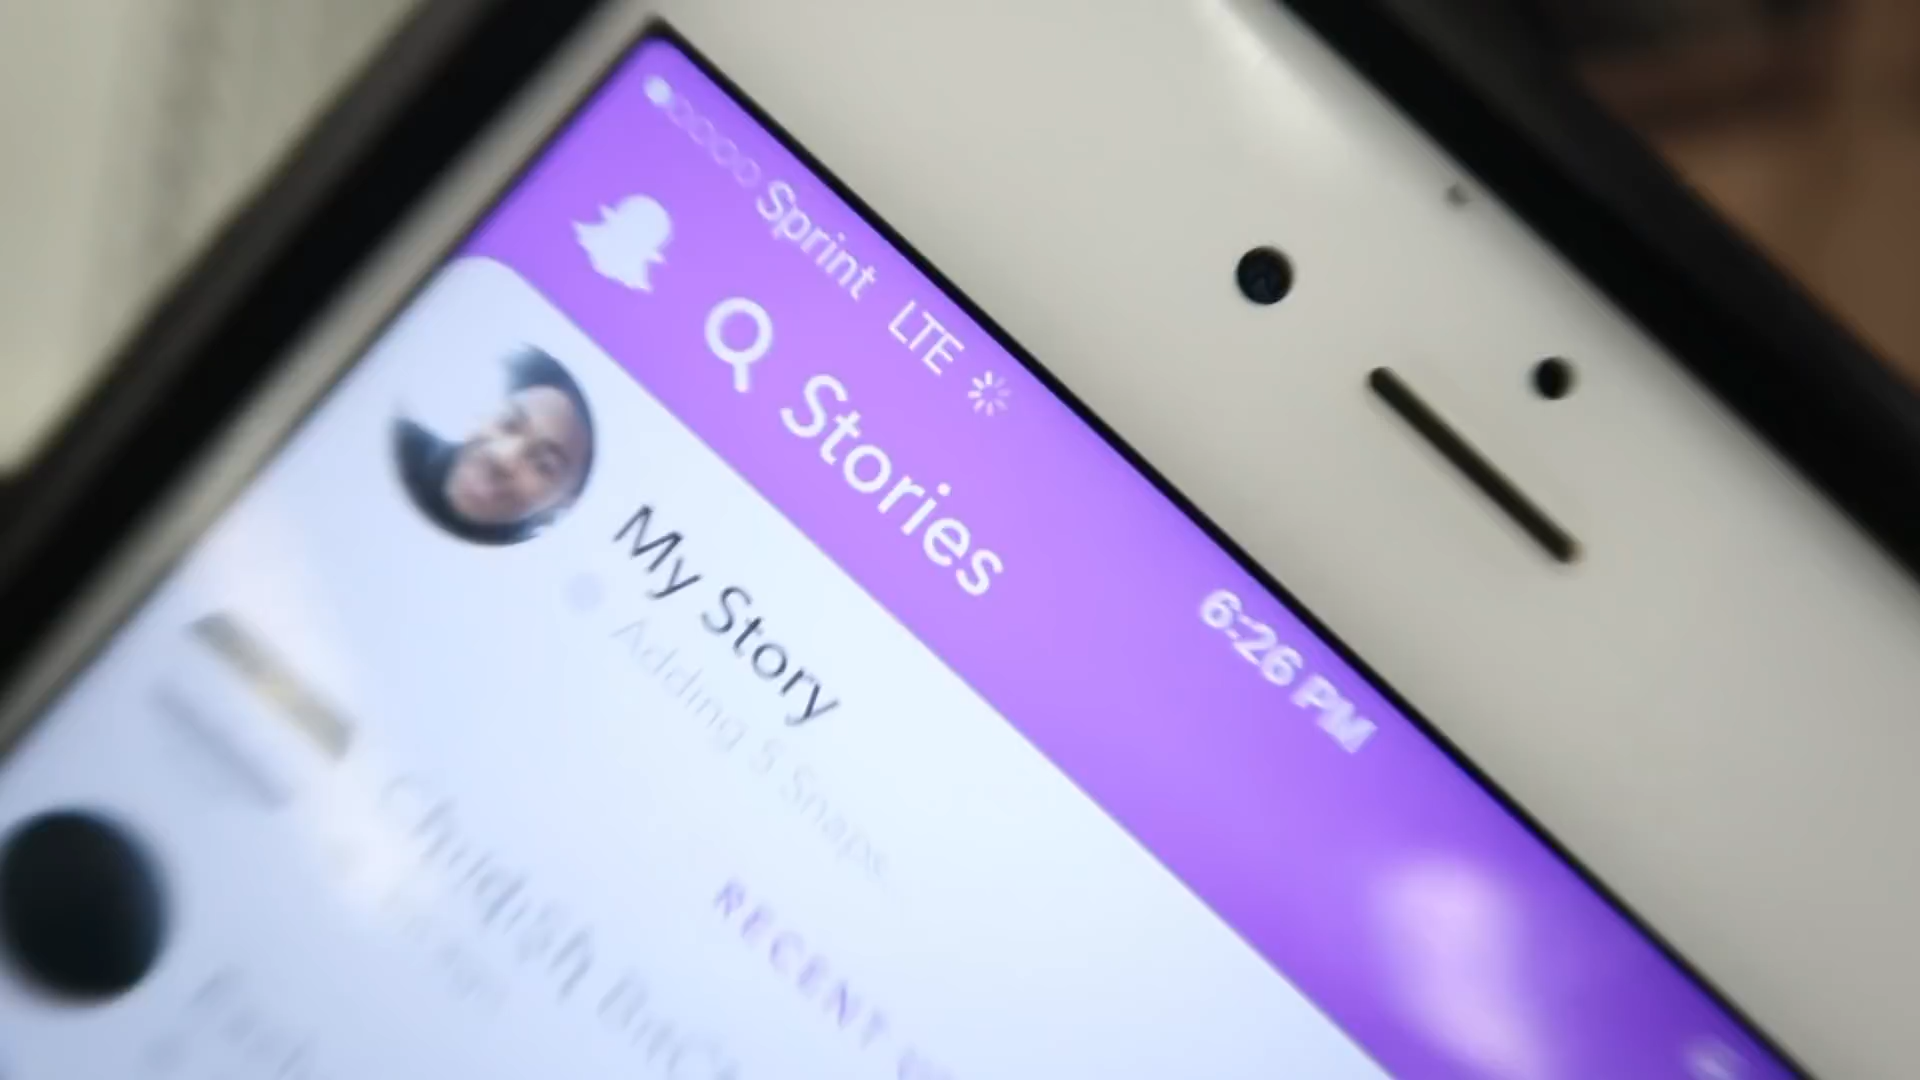 Sprint LTE 6:26 PM
Stories
My Story
Adding 5 Snaps
RECENT